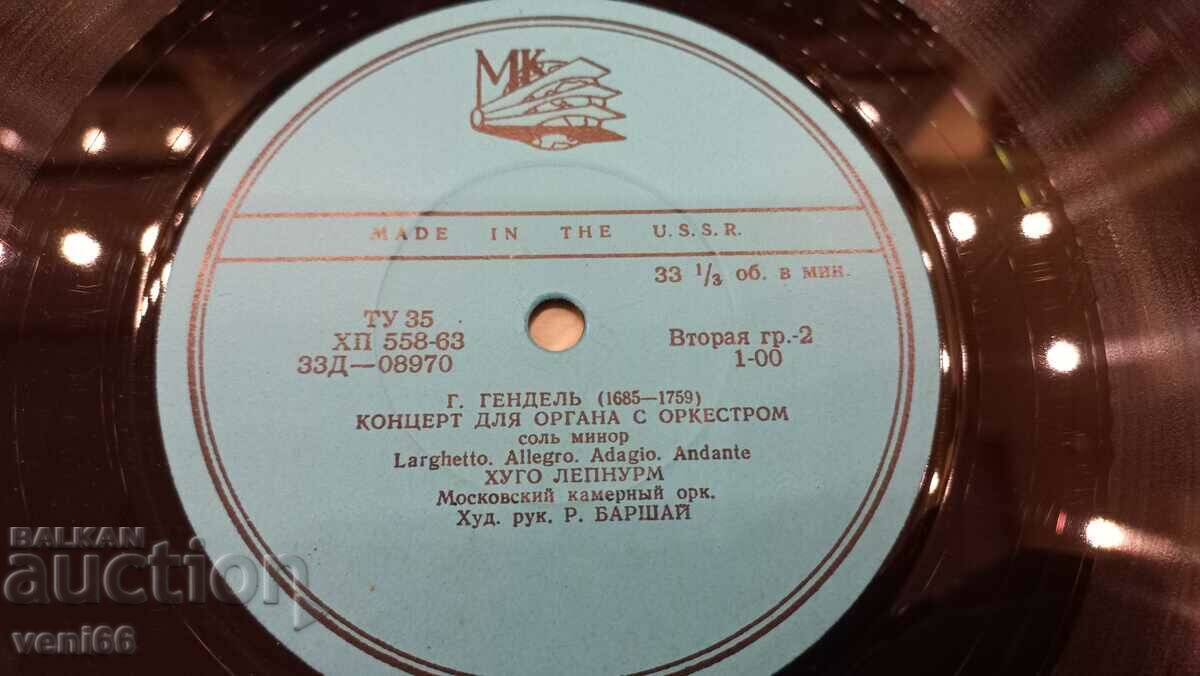 МК
MADE IN THE U.S.S.R.
33 1/3 об. в мин.
ТУ 35
ХП 558-63
33Д—08970
Вторая гр.-2
1-00
Г. ГЕНДЕЛЬ (1685—1759)
КОНЦЕРТ ДЛЯ ОРГАНА С ОРКЕСТРОМ
соль минор
Larghetto. Allegro. Adagio. Andante
ХУГО ЛЕПНУРМ
Московский камерный орк.
Худ. рук. Р. БАРШАЙ
BALKAN
auction
veni66